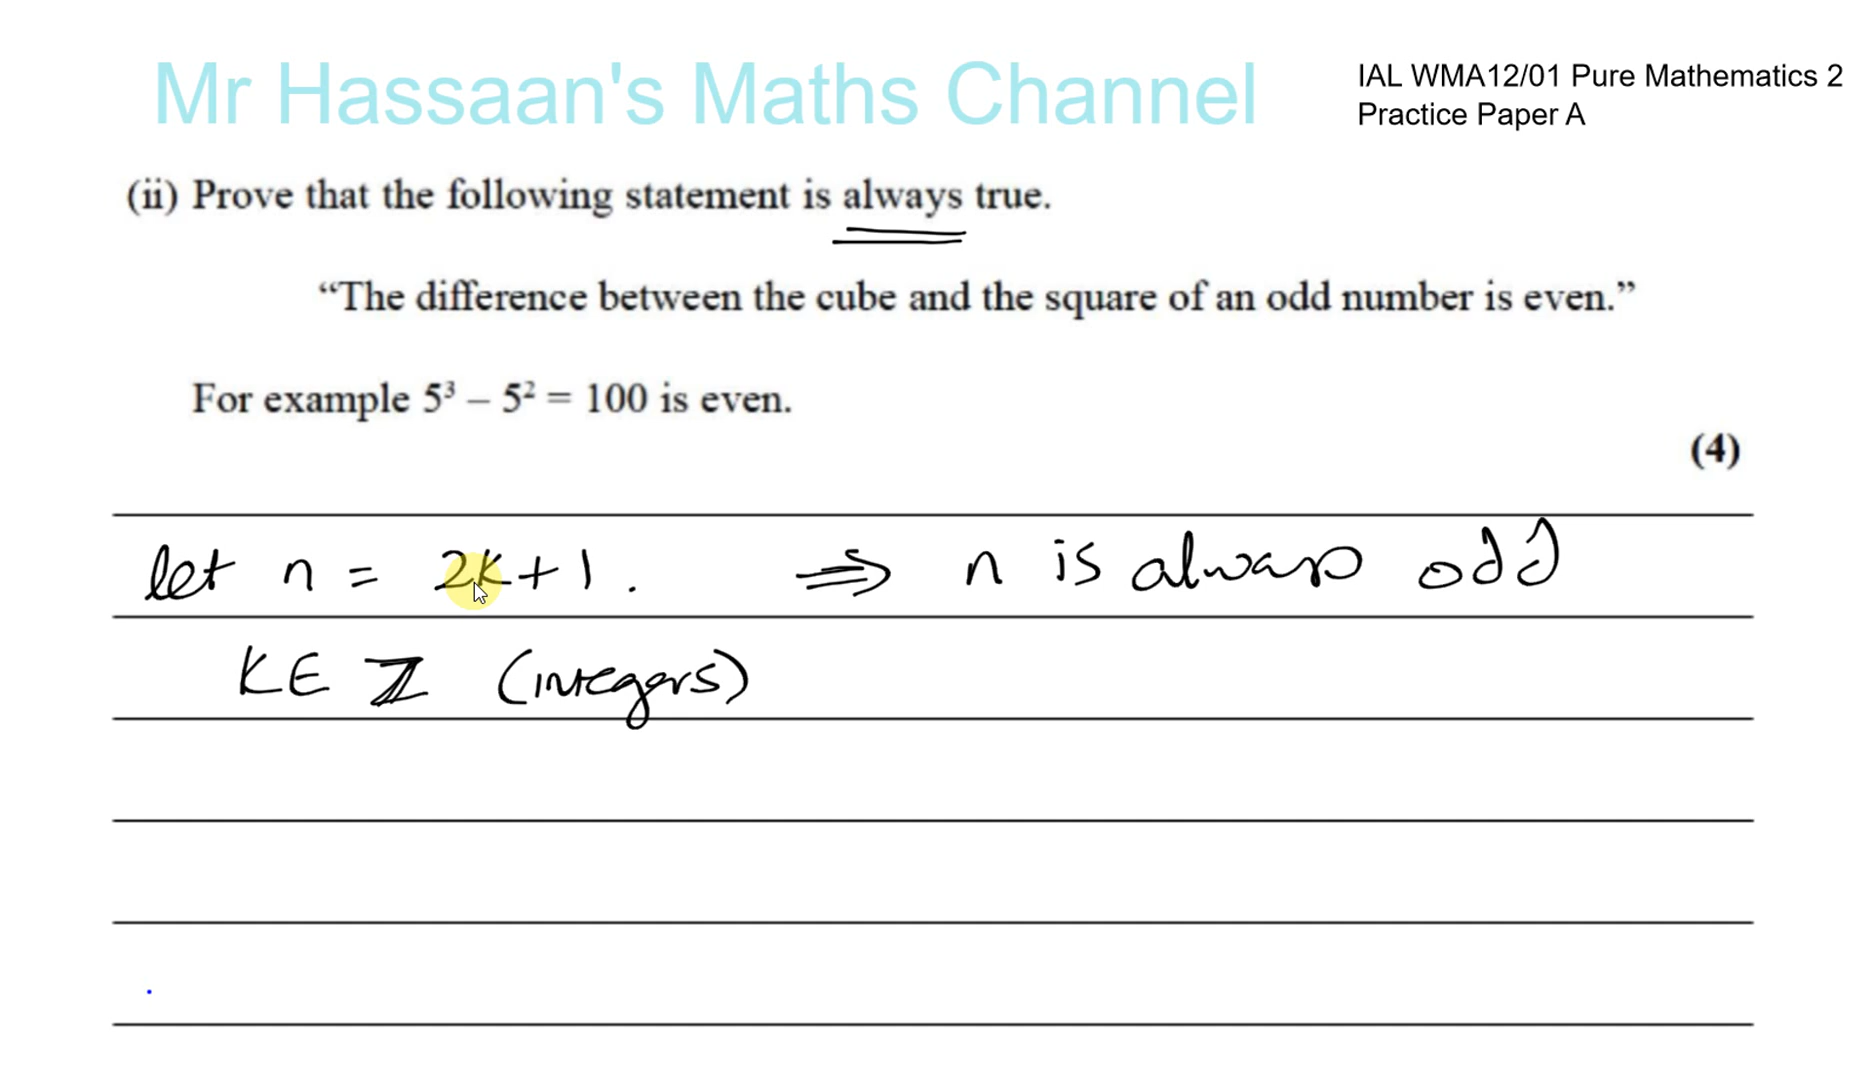 Mr Hassaan's Maths Channel
IAL WMA12/01 Pure Mathematics 2
Practice Paper A
(ii) Prove that the following statement is always true.
“The difference between the cube and the square of an odd number is even.”
For example 5³ – 5² = 100 is even.
(4)
let n = 2k+1. ⇒ n is always odd
K∈ ℤ (integers)